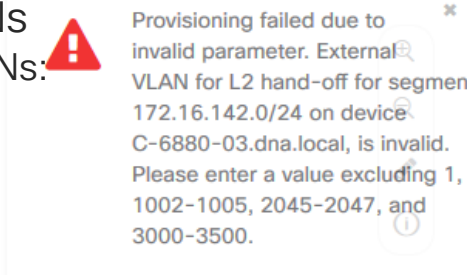 ls
Ns:
Provisioning failed due to
invalid parameter. External
VLAN for L2 hand-off for segmen
172.16.142.0/24 on device
C-6880-03.dna.local, is invalid.
Please enter a value excluding 1,
1002-1005, 2045-2047, and
3000-3500.